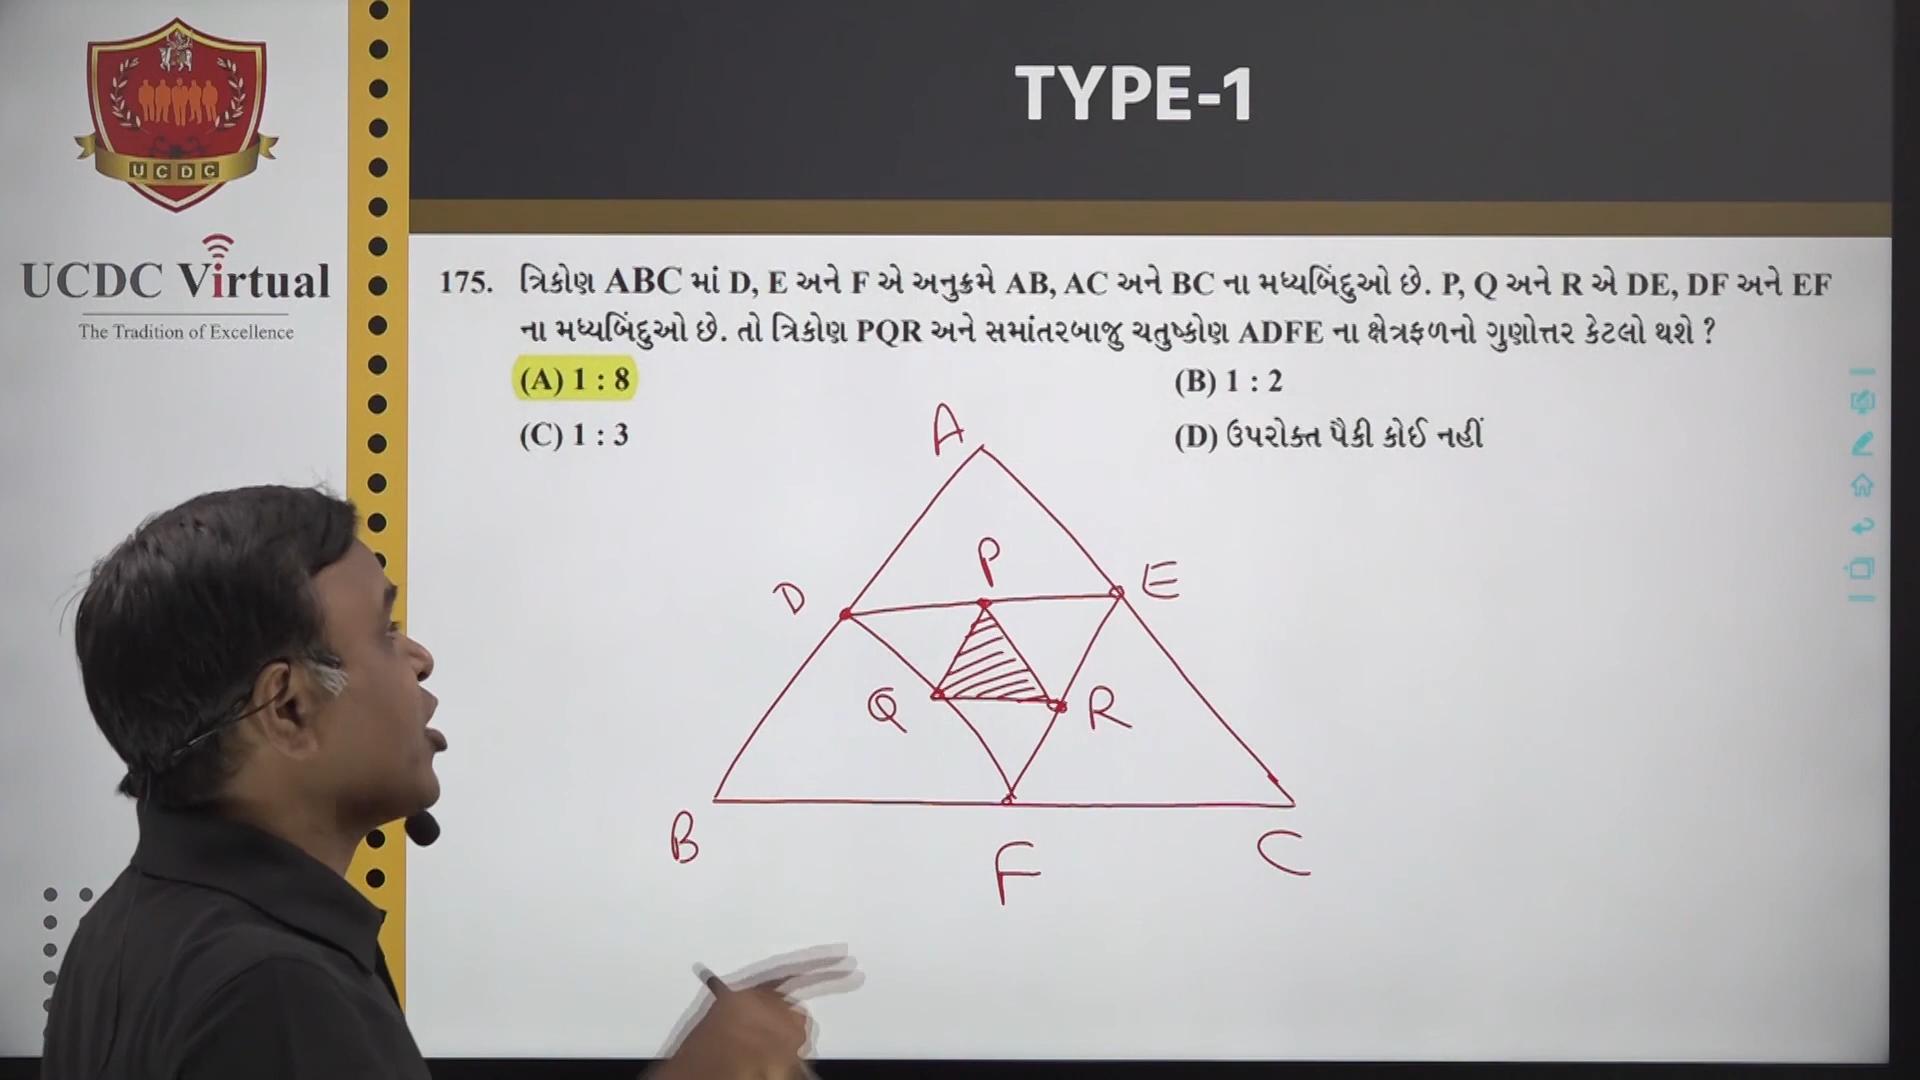 TYPE-1
UCDC
UCDC Virtual
The Tradition of Excellence
175. ત્રિકોણ ABC માં D, E અને F એ અનુક્રમે AB, AC અને BC ના મધ્યબિંદુઓ છે. P, Q અને R એ DE, DF અને EF
ના મધ્યબિંદુઓ છે. તો ત્રિકોણ PQR અને સમાંતરબાજુ ચતુષ્કોણ ADFE ના ક્ષેત્રફળનો ગુણોત્તર કેટલો થશે ?
(A) 1 : 8 (B) 1 : 2
(C) 1 : 3 (D) ઉપરોક્ત પૈકી કોઈ નહીં
A
P
D E
Q R
B F C